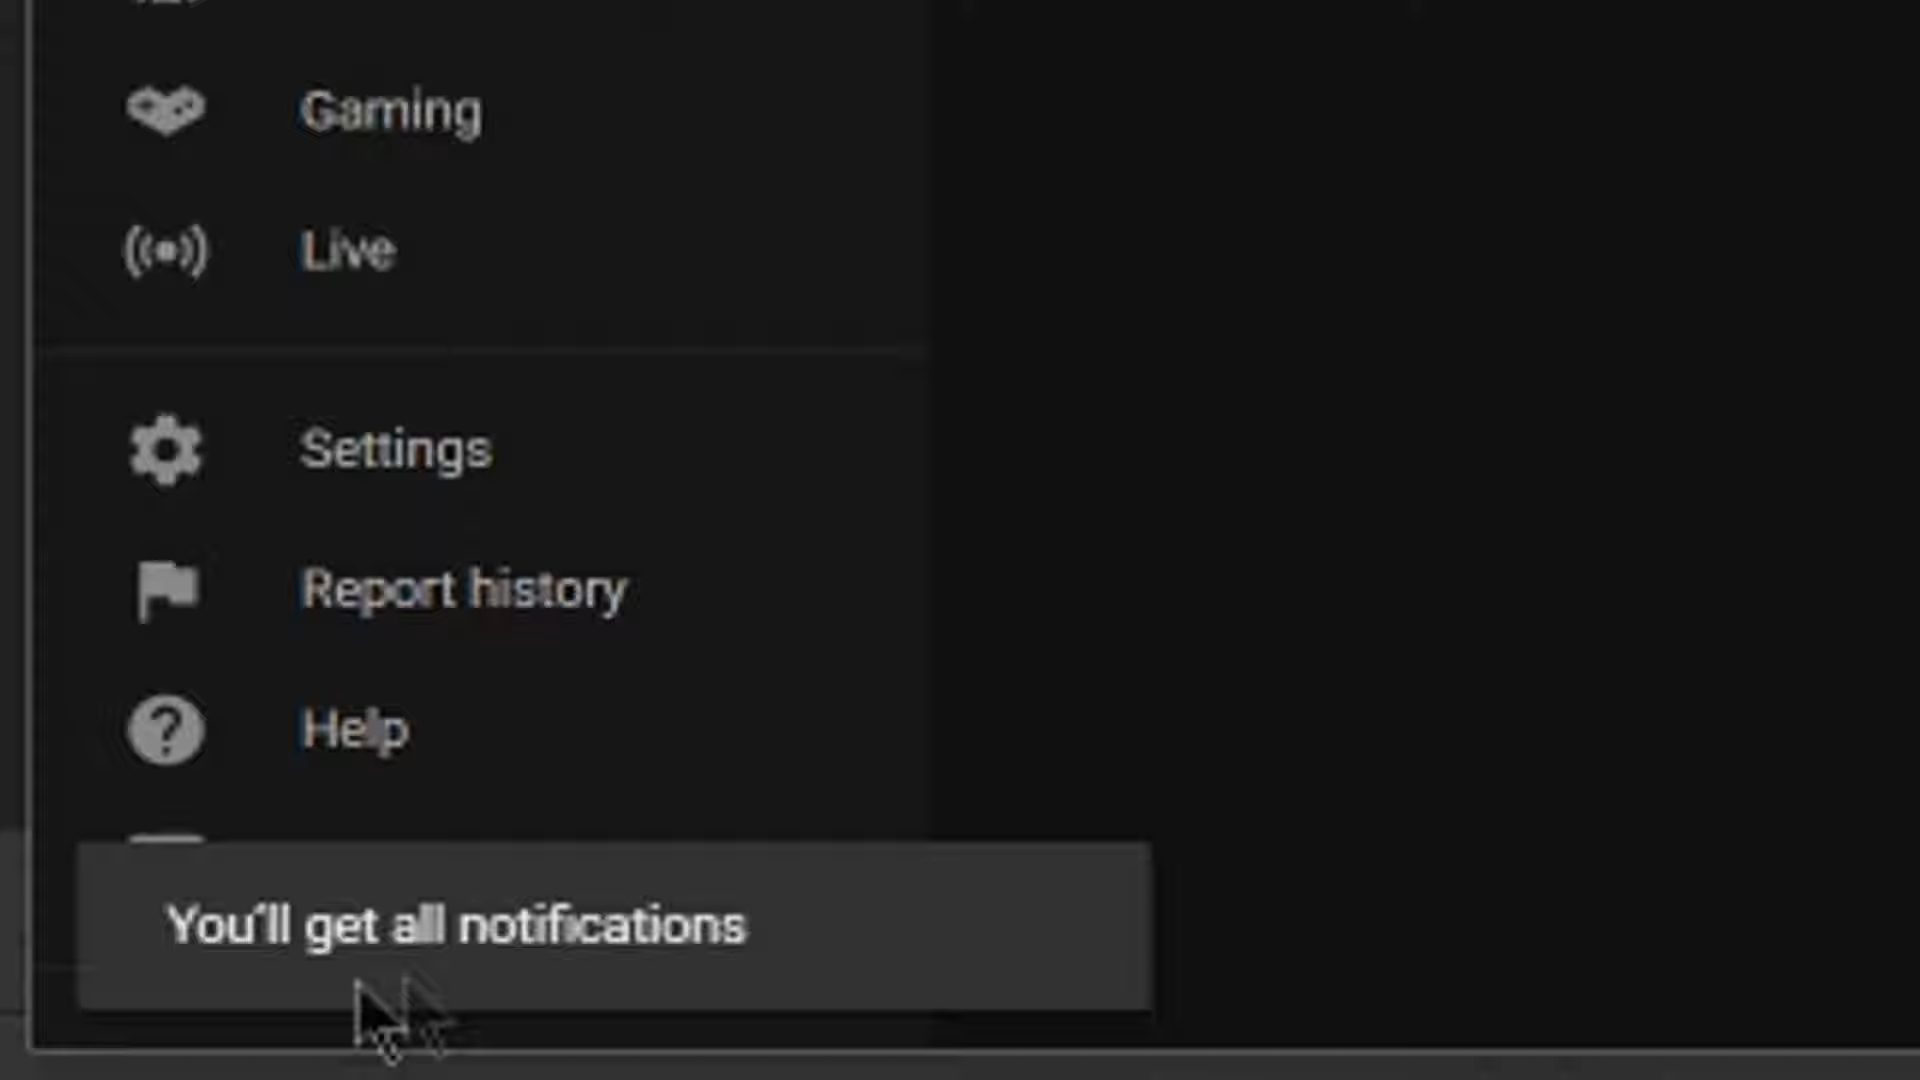 Gaming
Live
Settings
Report history
Help
You'll get all notifications